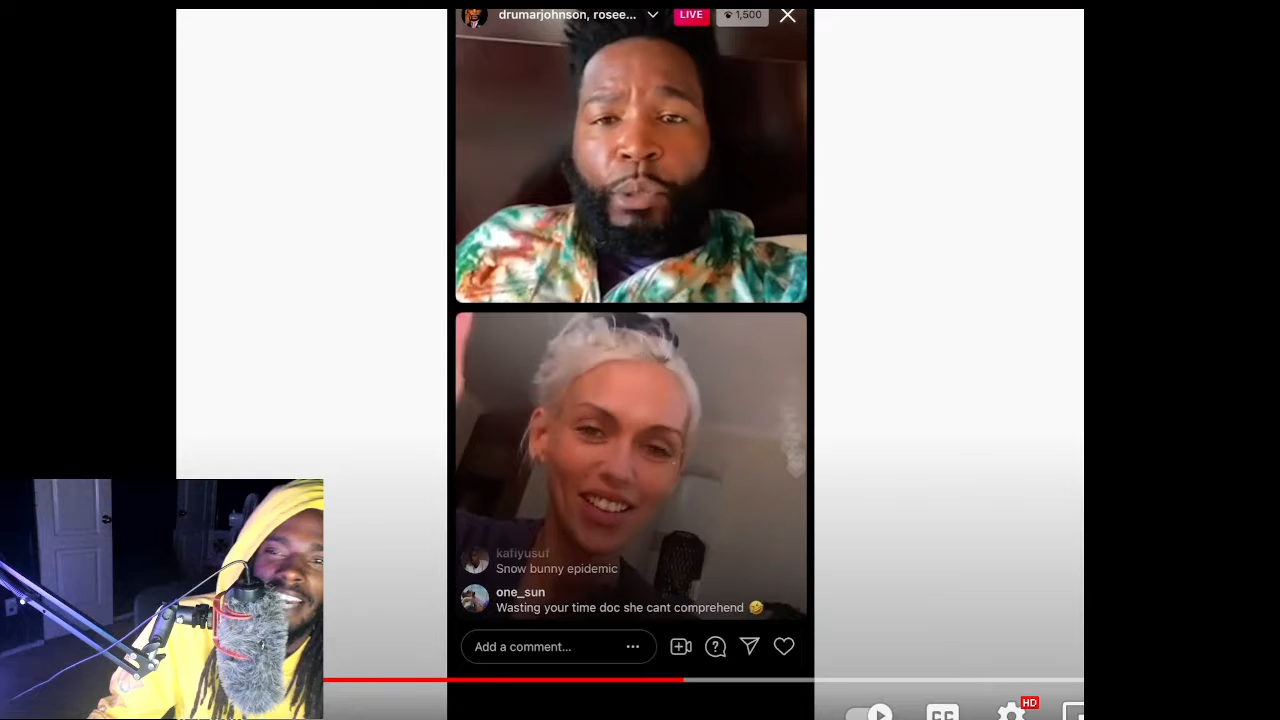 drumarjohnson, rosee... LIVE 1,500
kafiyusuf
Snow bunny epidemic
one_sun
Wasting your time doc she cant comprehend 🤣
Add a comment...
HD
CC